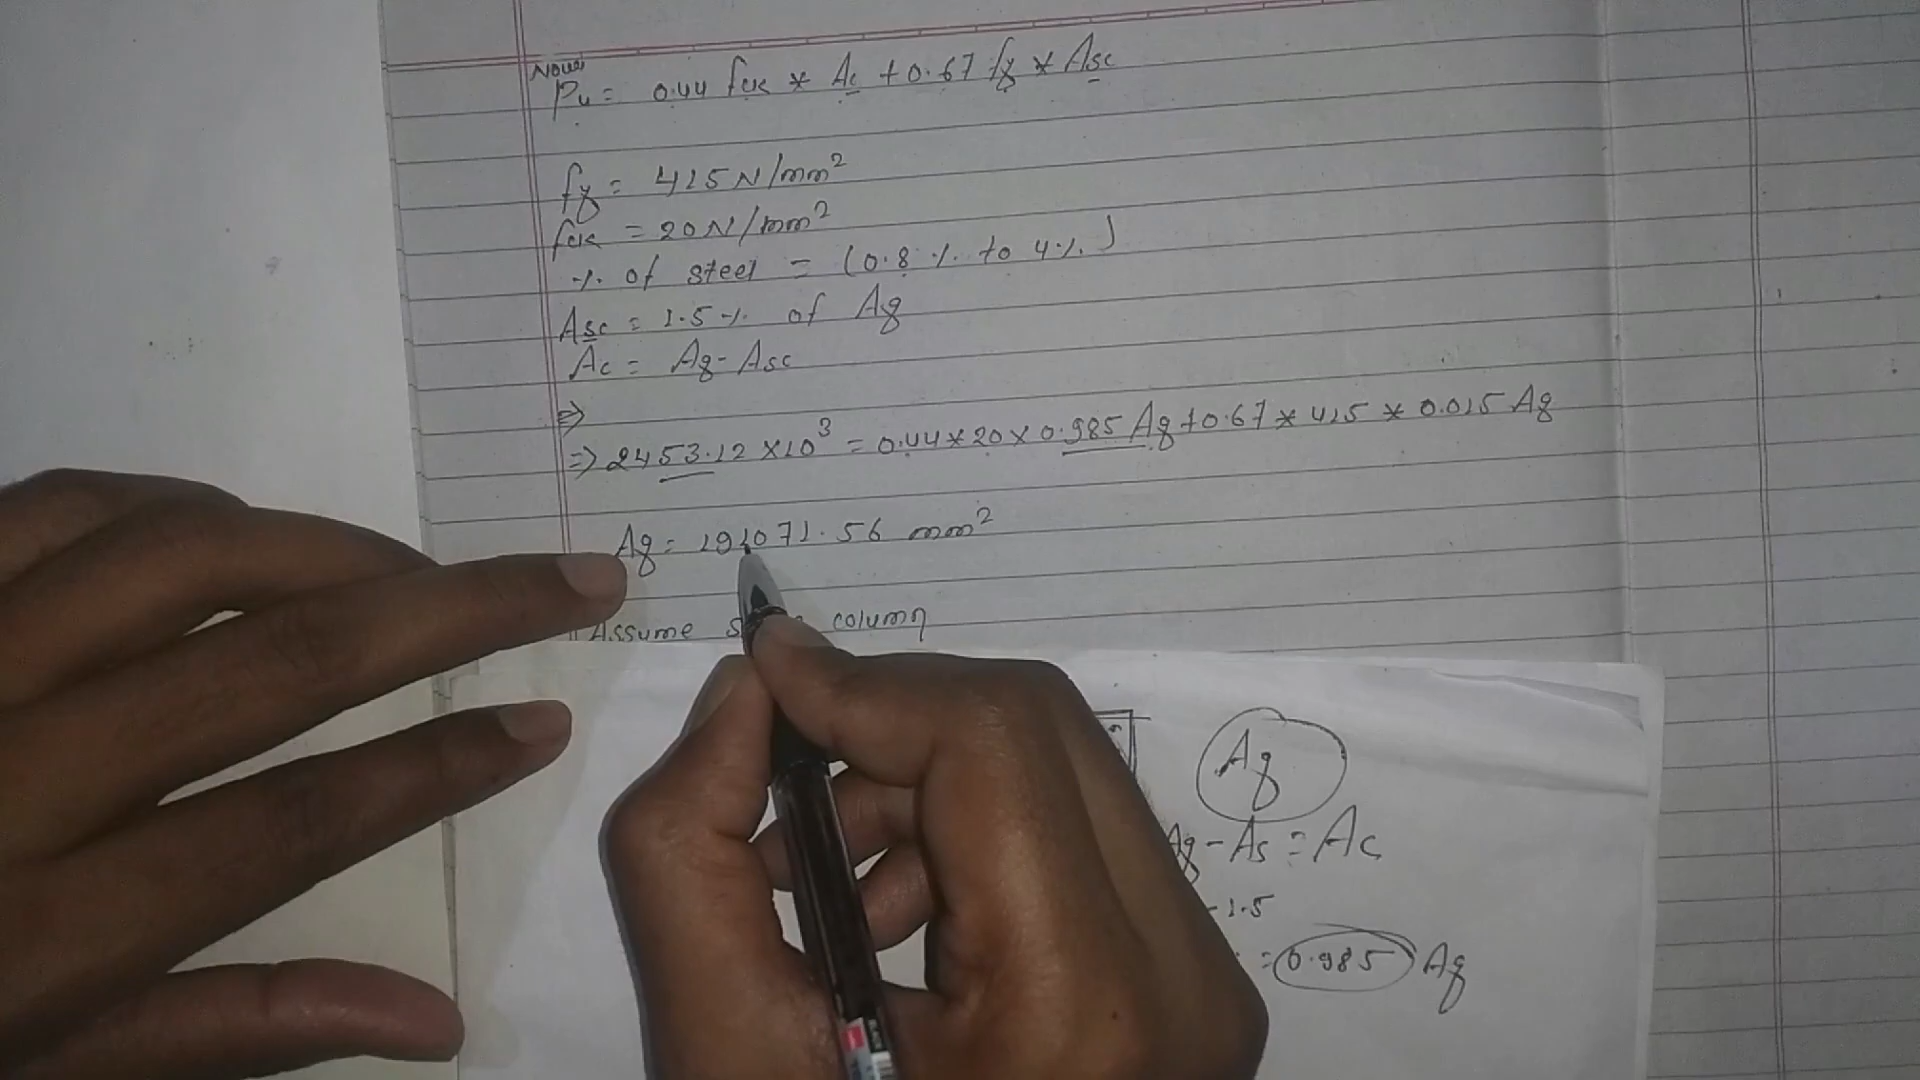 Now
Pu = 0.44 fck * Ac + 0.67 fy * Asc
fy = 415 N/mm²
fck = 20 N/mm²
% of steel = (0.8 % to 4 %)
Asc = 1.5 % of Ag
Ac = Ag - Asc
⇒
⇒ 2453.12 × 10³ = 0.44 * 20 × 0.985 Ag + 0.67 * 415 * 0.015 Ag
Ag = 191071.56 mm²
Assume column
Ag
Ag - As = Ac
- 1.5
= 0.985 Ag